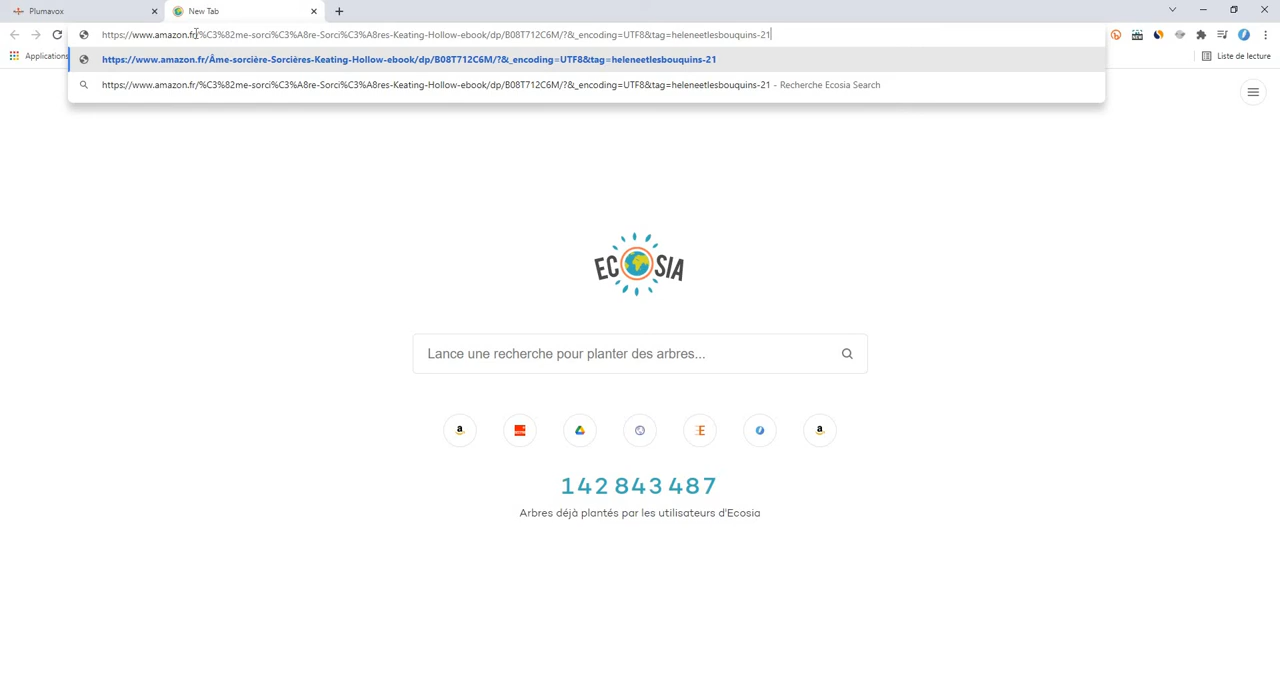 Plumavox
New Tab
https://www.amazon.fr/%C3%82me-sorci%C3%A8re-Sorci%C3%A8res-Keating-Hollow-ebook/dp/B08T712C6M/?&_encoding=UTF8&tag=heleneetlesbouquins-21
Applications
https://www.amazon.fr/Âme-sorcière-Sorcières-Keating-Hollow-ebook/dp/B08T712C6M/?&_encoding=UTF8&tag=heleneetlesbouquins-21
Liste de lecture
https://www.amazon.fr/%C3%82me-sorci%C3%A8re-Sorci%C3%A8res-Keating-Hollow-ebook/dp/B08T712C6M/?&_encoding=UTF8&tag=heleneetlesbouquins-21 - Recherche Ecosia Search
ECOSIA
Lance une recherche pour planter des arbres...
142 843 487
Arbres déjà plantés par les utilisateurs d'Ecosia